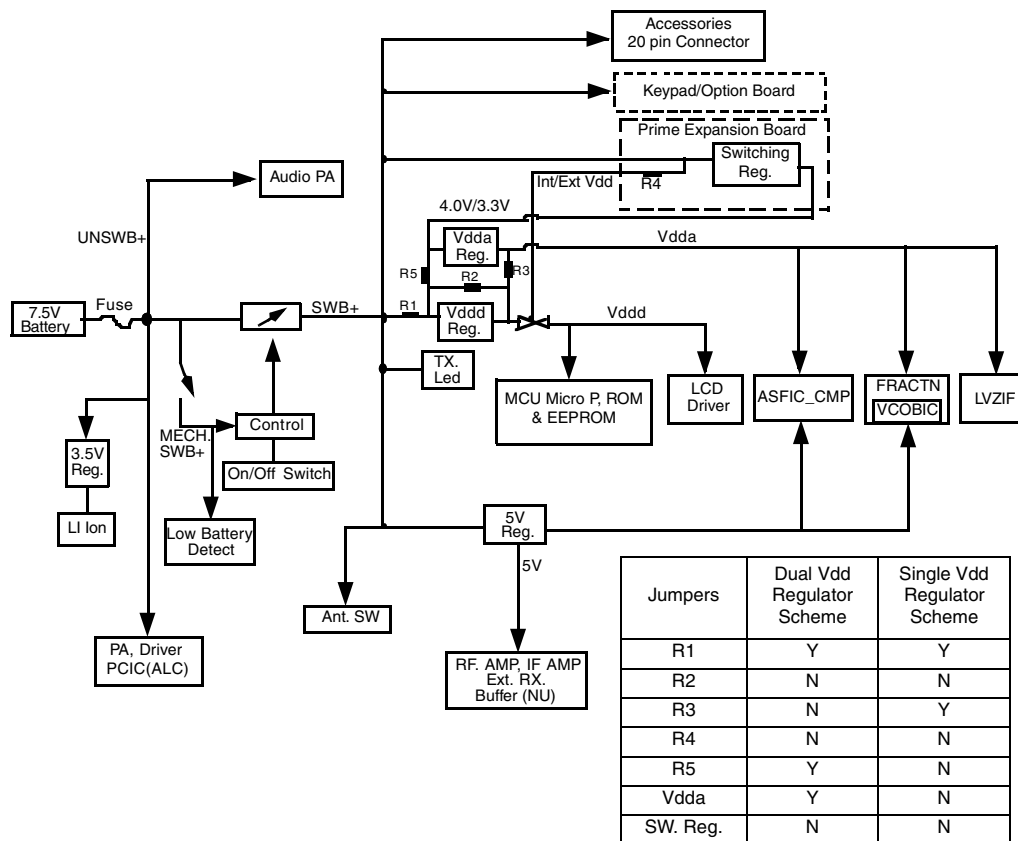 Accessories
20 pin Connector
Keypad/Option Board
Prime Expansion Board
Switching
Reg.
R4
Int/Ext Vdd
Audio PA
UNSWB+
4.0V/3.3V
Vdda
Reg.
Vdda
R5
R2
R3
7.5V
Battery
Fuse
SWB+
R1
Vddd
Reg.
Vddd
TX.
Led
MCU Micro P, ROM
& EEPROM
LCD
Driver
ASFIC_CMP
FRACTN
VCOBIC
LVZIF
3.5V
Reg.
MECH.
SWB+
Control
On/Off Switch
LI Ion
Low Battery
Detect
5V
Reg.
5V
Ant. SW
PA, Driver
PCIC(ALC)
RF. AMP, IF AMP
Ext. RX.
Buffer (NU)
Jumpers
Dual Vdd
Regulator
Scheme
Single Vdd
Regulator
Scheme
R1 Y Y
R2 N N
R3 N Y
R4 N N
R5 Y N
Vdda Y N
SW. Reg. N N